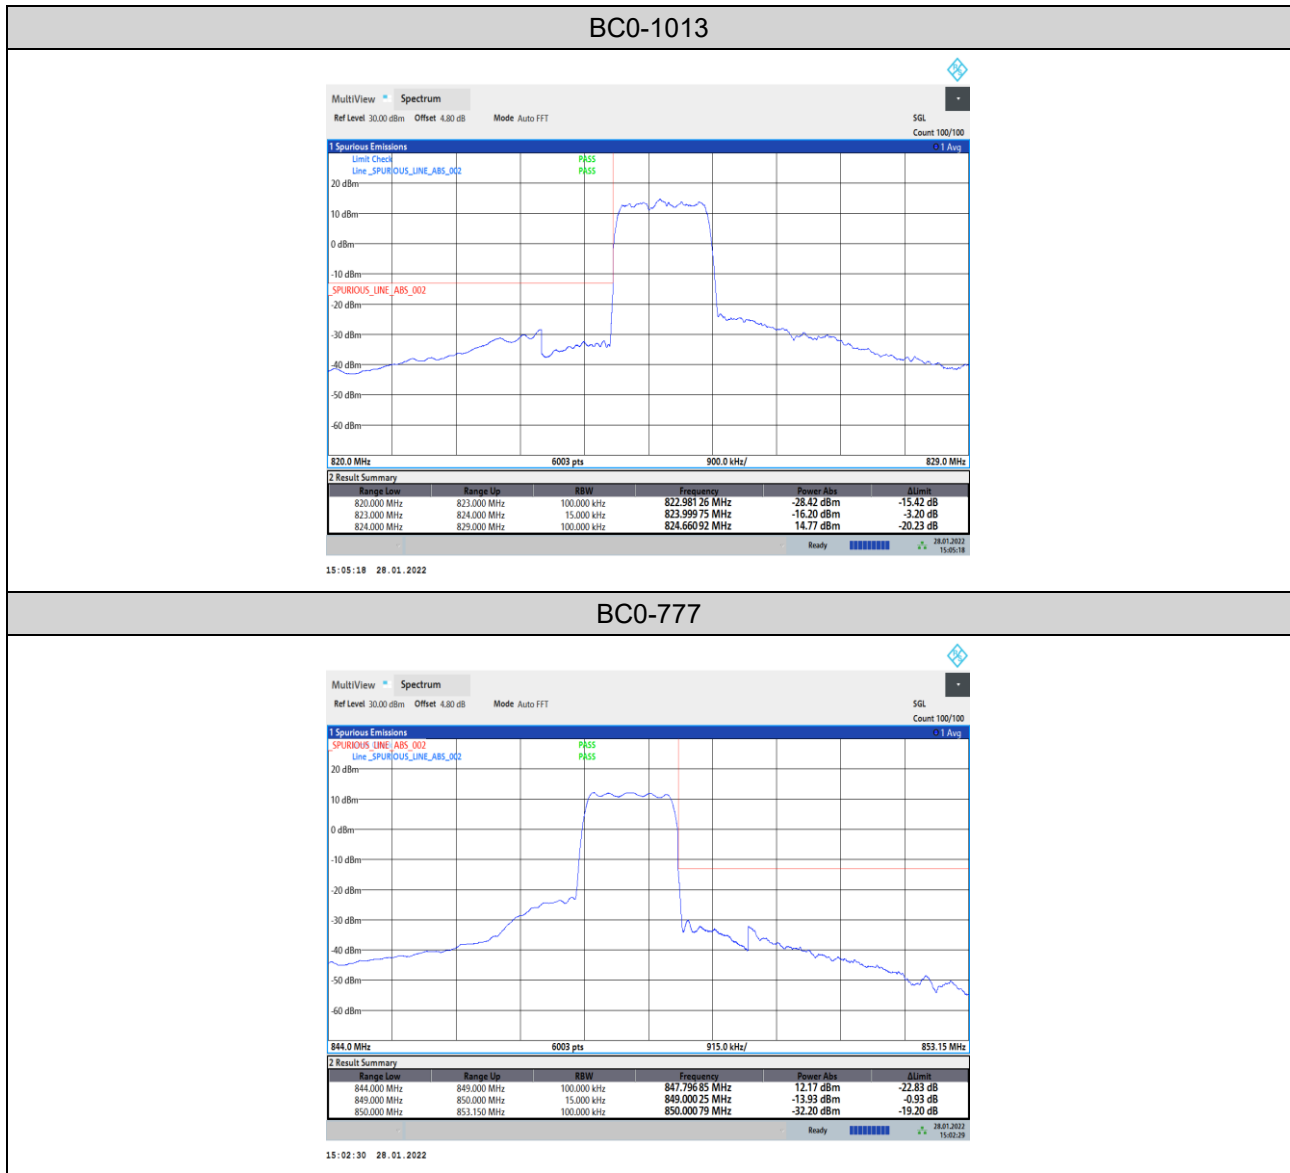 BC0-1013
MultiView Spectrum
Ref Level 30.00 dBm Offset 4.80 dB Mode Auto FFT SGL
Count 100/100
1 Spurious Emissions 1 Avg
Limit Check PASS
Line _SPURIOUS_LINE_ABS_002 PASS
20 dBm
10 dBm
0 dBm
-10 dBm
_SPURIOUS_LINE_ABS_002
-20 dBm
-30 dBm
-40 dBm
-50 dBm
-60 dBm
820.0 MHz 6003 pts 900.0 kHz/ 829.0 MHz
2 Result Summary
Range Low Range Up RBW Frequency Power Abs ΔLimit
820.000 MHz 823.000 MHz 100.000 kHz 822.981 26 MHz -28.42 dBm -15.42 dB
823.000 MHz 824.000 MHz 15.000 kHz 823.999 75 MHz -16.20 dBm -3.20 dB
824.000 MHz 829.000 MHz 100.000 kHz 824.660 92 MHz 14.77 dBm -20.23 dB
Ready 28.01.2022
15:05:18
15:05:18 28.01.2022
BC0-777
MultiView Spectrum
Ref Level 30.00 dBm Offset 4.80 dB Mode Auto FFT SGL
Count 100/100
1 Spurious Emissions 1 Avg
_SPURIOUS_LINE_ABS_002 PASS
Line _SPURIOUS_LINE_ABS_002 PASS
20 dBm
10 dBm
0 dBm
-10 dBm
-20 dBm
-30 dBm
-40 dBm
-50 dBm
-60 dBm
844.0 MHz 6003 pts 915.0 kHz/ 853.15 MHz
2 Result Summary
Range Low Range Up RBW Frequency Power Abs ΔLimit
844.000 MHz 849.000 MHz 100.000 kHz 847.796 85 MHz 12.17 dBm -22.83 dB
849.000 MHz 850.000 MHz 15.000 kHz 849.000 25 MHz -13.93 dBm -0.93 dB
850.000 MHz 853.150 MHz 100.000 kHz 850.000 79 MHz -32.20 dBm -19.20 dB
Ready 28.01.2022
15:02:29
15:02:30 28.01.2022